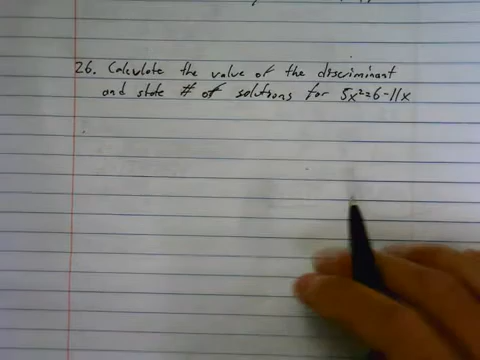 26. Calculate the value of the discriminant
and state # of solutions for 5x²=6-11x